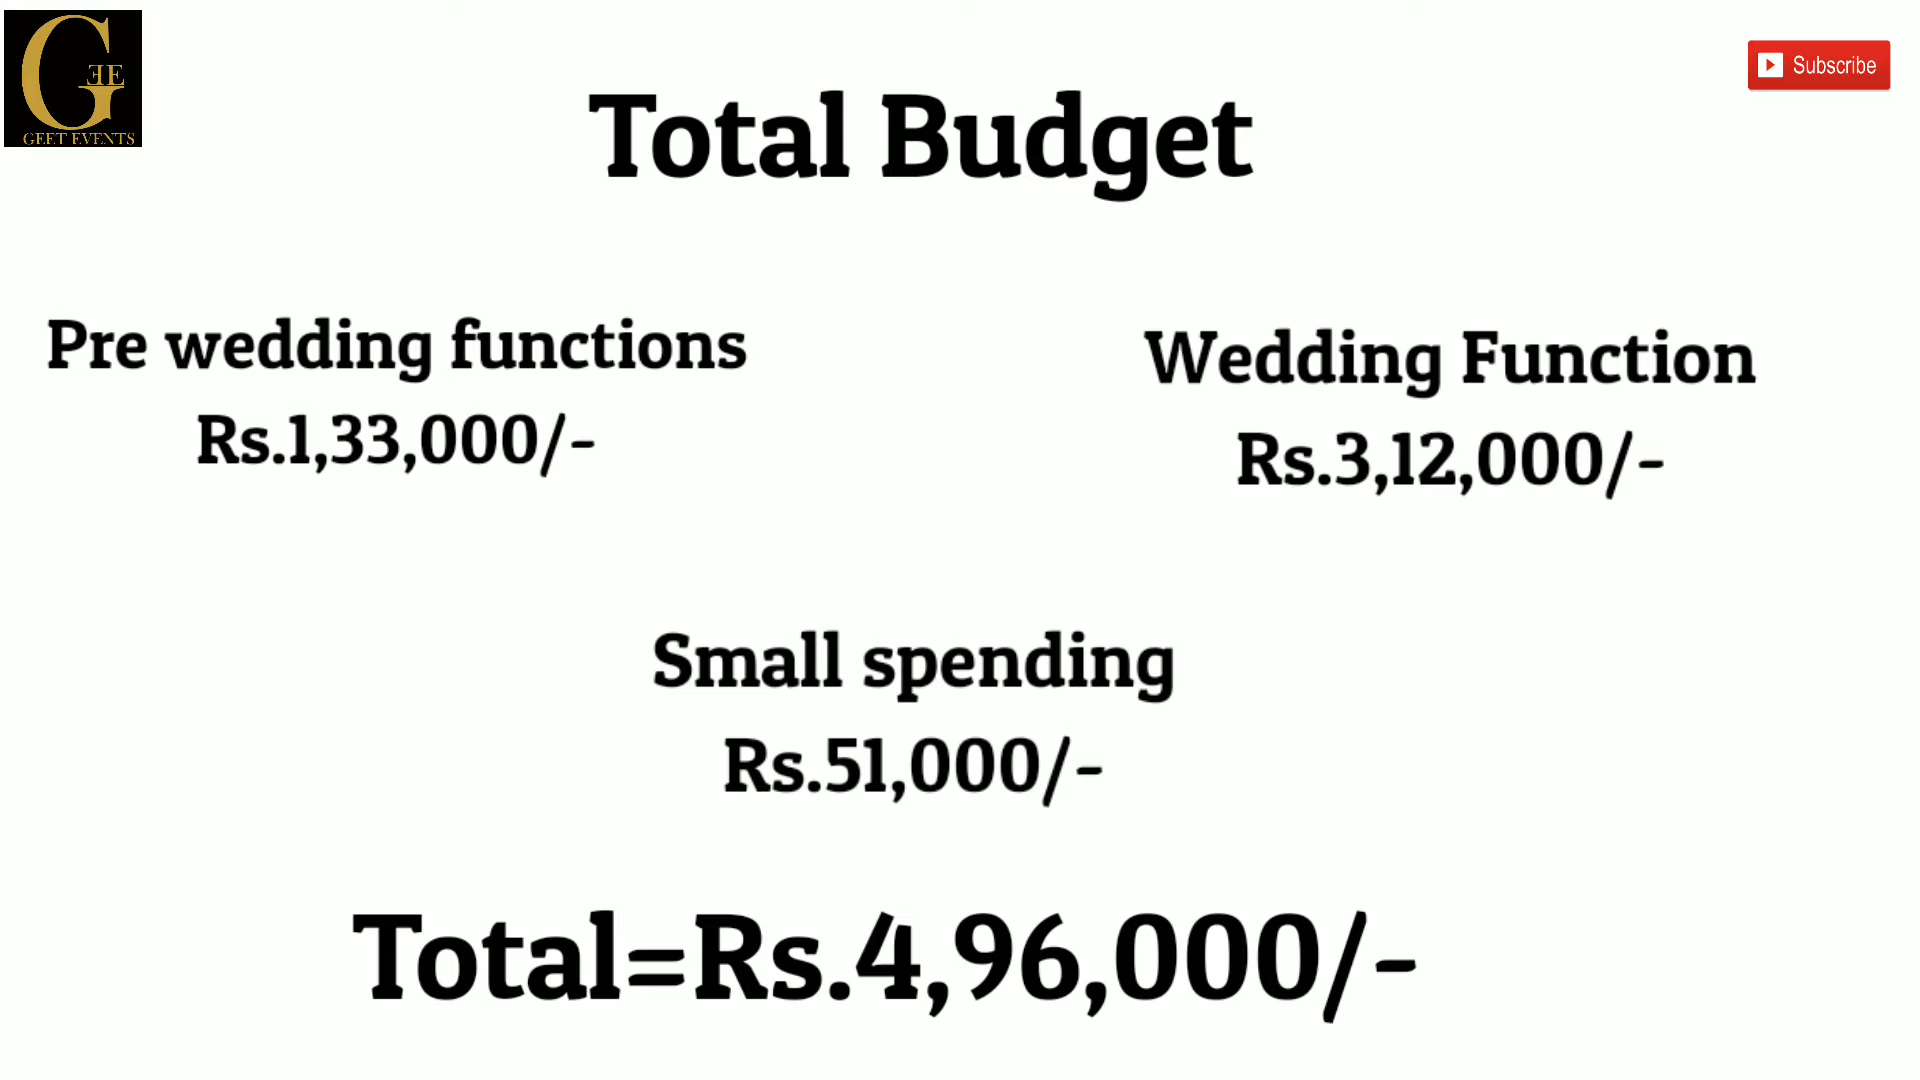 GEE
GEET EVENTS
Subscribe
Total Budget
Pre wedding functions
Rs.1,33,000/-
Wedding Function
Rs.3,12,000/-
Small spending
Rs.51,000/-
Total=Rs.4,96,000/-